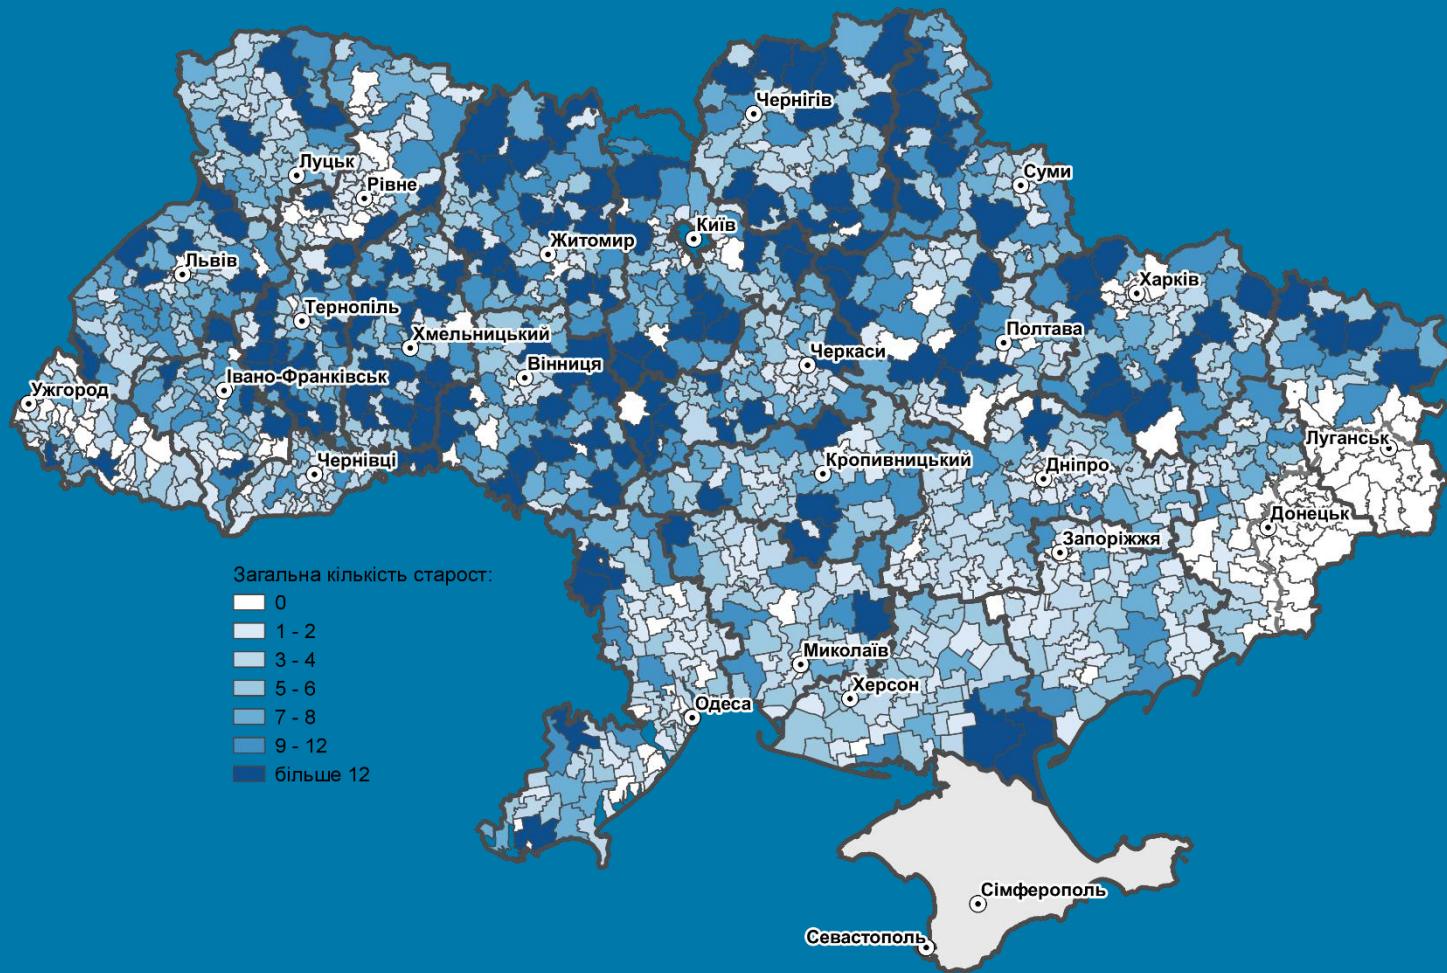 Чернігів
Луцьк
Рівне
Суми
Київ
Житомир
Львів
Харків
Тернопіль
Хмельницький
Полтава
Вінниця
Черкаси
Івано-Франківськ
Ужгород
Луганськ
Чернівці
Кропивницький
Дніпро
Донецьк
Запоріжжя
Загальна кількість старост:
0
1 - 2
3 - 4
5 - 6
7 - 8
9 - 12
більше 12
Миколаїв
Херсон
Одеса
Сімферополь
Севастополь